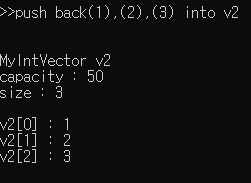 >>push back(1),(2),(3) into v2
MyIntVector v2
capacity : 50
size : 3
v2[0] : 1
v2[1] : 2
v2[2] : 3